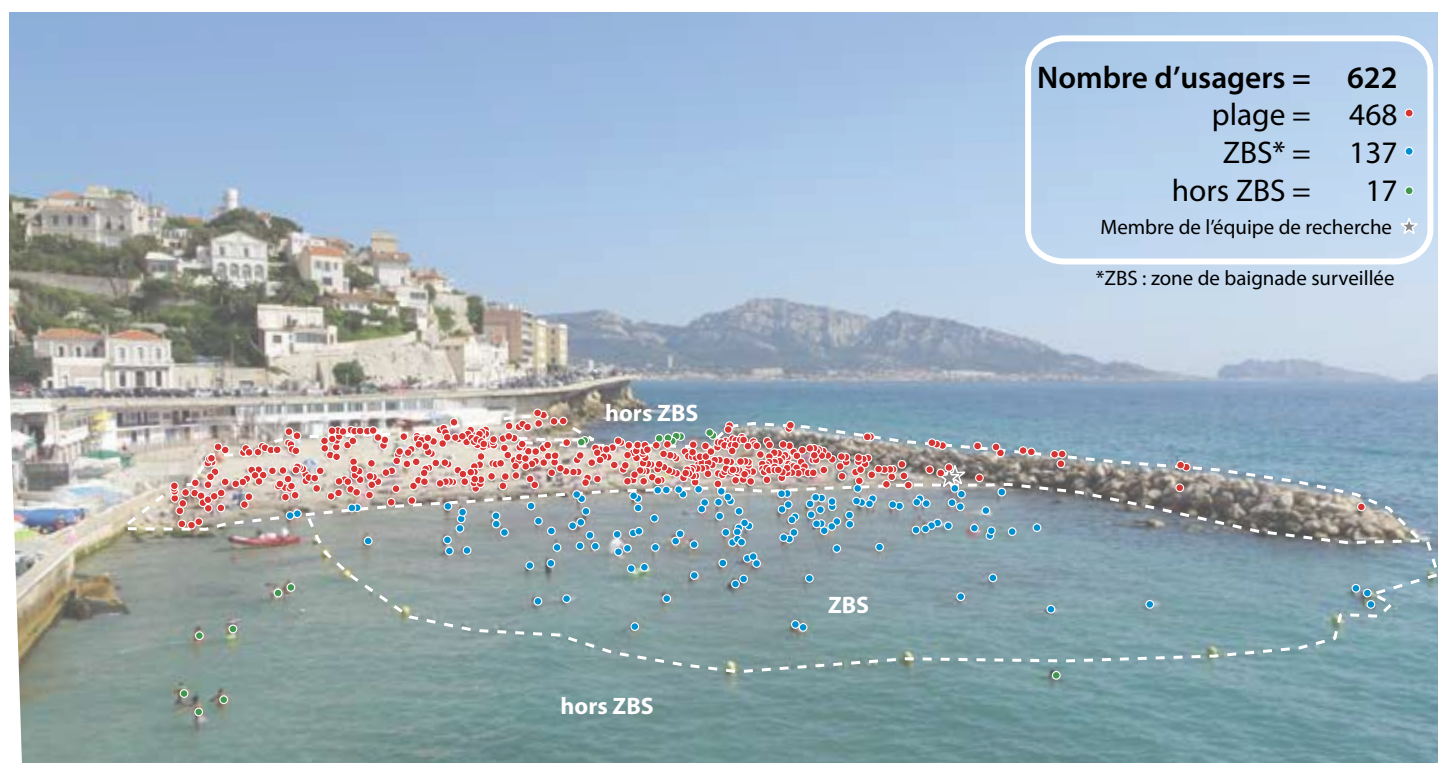 Nombre d'usagers = 622
plage = 468
ZBS* = 137
hors ZBS = 17
Membre de l'équipe de recherche
*ZBS : zone de baignade surveillée
hors ZBS
ZBS
hors ZBS